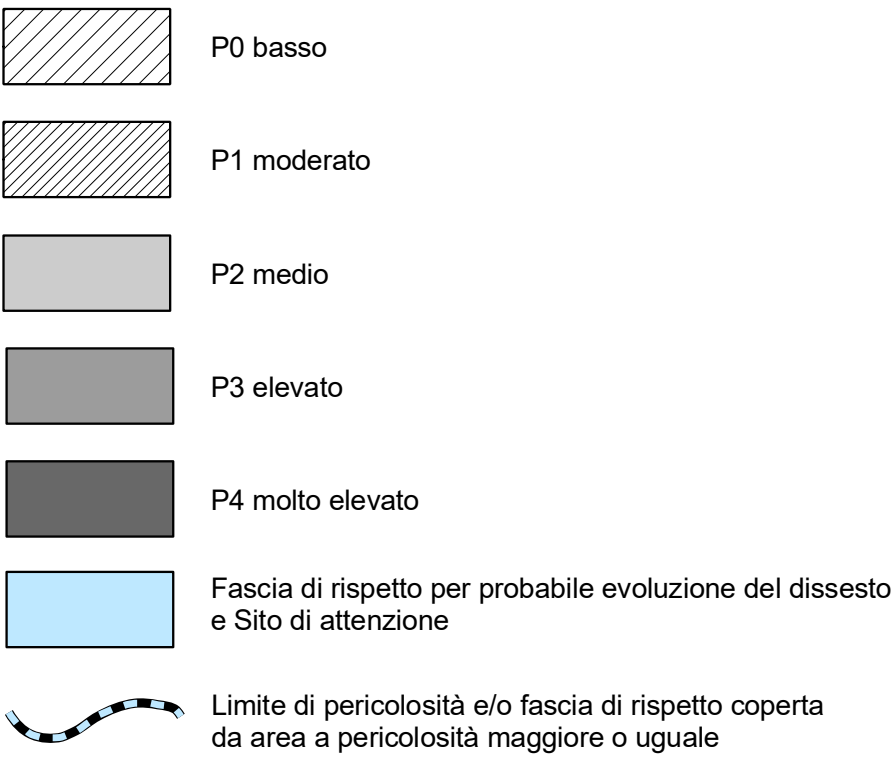 P0 basso
P1 moderato
P2 medio
P3 elevato
P4 molto elevato
Fascia di rispetto per probabile evoluzione del dissesto
e Sito di attenzione
Limite di pericolosità e/o fascia di rispetto coperta
da area a pericolosità maggiore o uguale